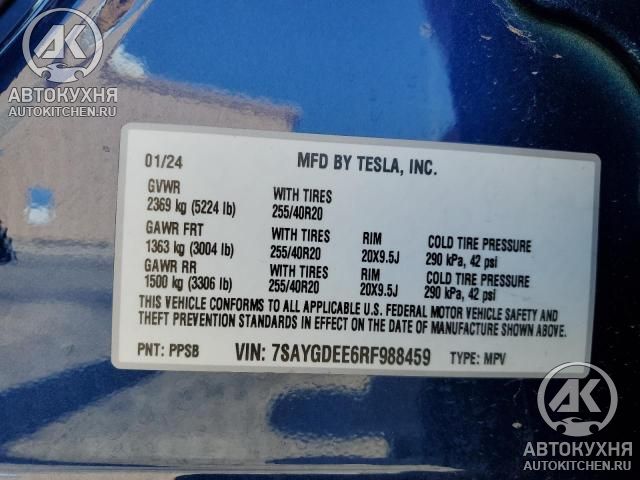 АК
АВТОКУХНЯ
AUTOKITCHEN.RU
01/24 MFD BY TESLA, INC.
GVWR WITH TIRES
2369 kg (5224 lb) 255/40R20
GAWR FRT WITH TIRES RIM COLD TIRE PRESSURE
1363 kg (3004 lb) 255/40R20 20X9.5J 290 kPa, 42 psi
GAWR RR WITH TIRES RIM COLD TIRE PRESSURE
1500 kg (3306 lb) 255/40R20 20X9.5J 290 kPa, 42 psi
THIS VEHICLE CONFORMS TO ALL APPLICABLE U.S. FEDERAL MOTOR VEHICLE SAFETY AND
THEFT PREVENTION STANDARDS IN EFFECT ON THE DATE OF MANUFACTURE SHOWN ABOVE.
PNT: PPSB VIN: 7SAYGDEE6RF988459 TYPE: MPV
АК
АВТОКУХНЯ
AUTOKITCHEN.RU